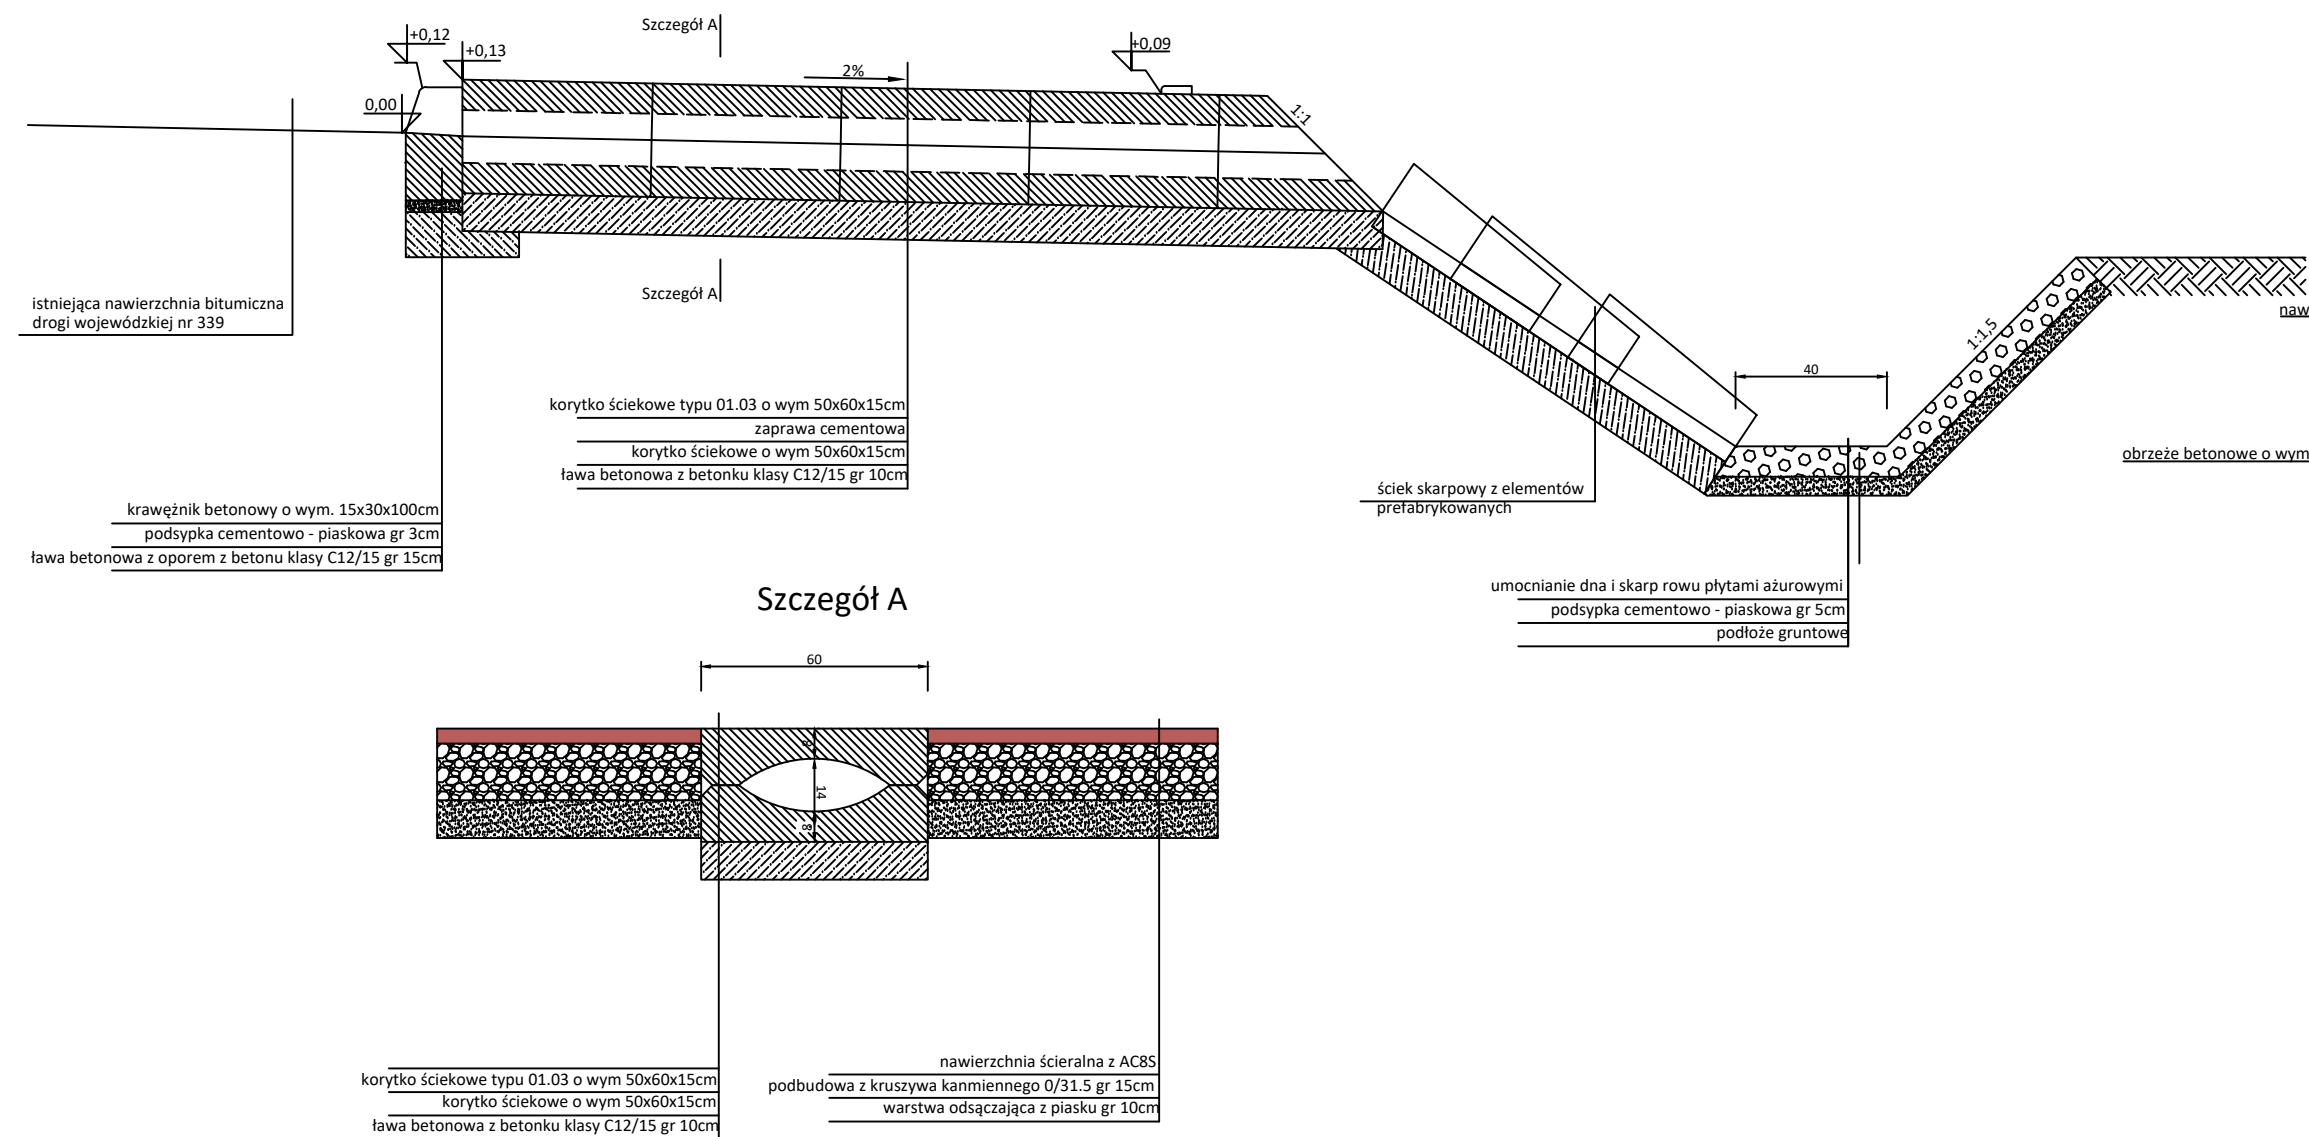 Szczegół A
+0,12
+0,13
+0,09
0,00
2%
1:1
Szczegół A
istniejąca nawierzchnia bitumiczna
drogi wojewódzkiej nr 339
naw
1:1,5
40
korytko ściekowe typu 01.03 o wym 50x60x15cm
zaprawa cementowa
korytko ściekowe o wym 50x60x15cm
ława betonowa z betonku klasy C12/15 gr 10cm
obrzeże betonowe o wym
ściek skarpowy z elementów
prefabrykowanych
krawężnik betonowy o wym. 15x30x100cm
podsypka cementowo - piaskowa gr 3cm
ława betonowa z oporem z betonu klasy C12/15 gr 15cm
umocnianie dna i skarp rowu płytami ażurowymi
podsypka cementowo - piaskowa gr 5cm
podłoże gruntowe
Szczegół A
60
8
14
8
nawierzchnia ścieralna z AC8S
podbudowa z kruszywa kanmiennego 0/31.5 gr 15cm
warstwa odsączająca z piasku gr 10cm
korytko ściekowe typu 01.03 o wym 50x60x15cm
korytko ściekowe o wym 50x60x15cm
ława betonowa z betonku klasy C12/15 gr 10cm